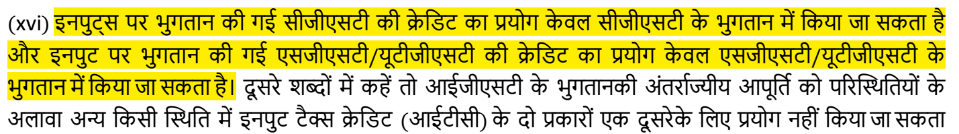 (xvi) इनपुट्स पर भुगतान की गई सीजीएसटी की क्रेडिट का प्रयोग केवल सीजीएसटी के भुगतान में किया जा सकता है
और इनपुट पर भुगतान की गई एसजीएसटी/यूटीजीएसटी की क्रेडिट का प्रयोग केवल एसजीएसटी/यूटीजीएसटी के
भुगतान में किया जा सकता है। दूसरे शब्दों में कहें तो आईजीएसटी के भुगतानकी अंतर्राज्यीय आपूर्ति को परिस्थितियों के
अलावा अन्य किसी स्थिति में इनपुट टैक्स क्रेडिट (आईटीसी) के दो प्रकारों एक दूसरेके लिए प्रयोग नहीं किया जा सकता